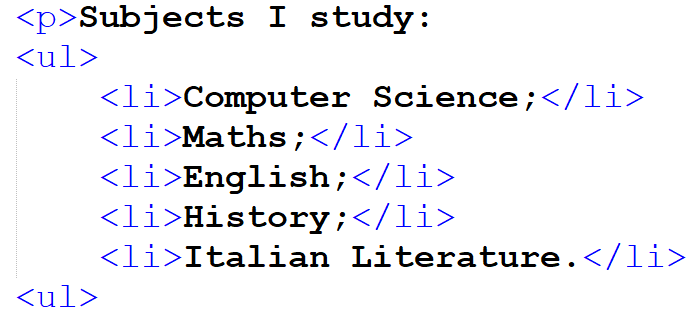 <p>Subjects I study:
<ul>
<li>Computer Science;</li>
<li>Maths;</li>
<li>English;</li>
<li>History;</li>
<li>Italian Literature.</li>
<ul>